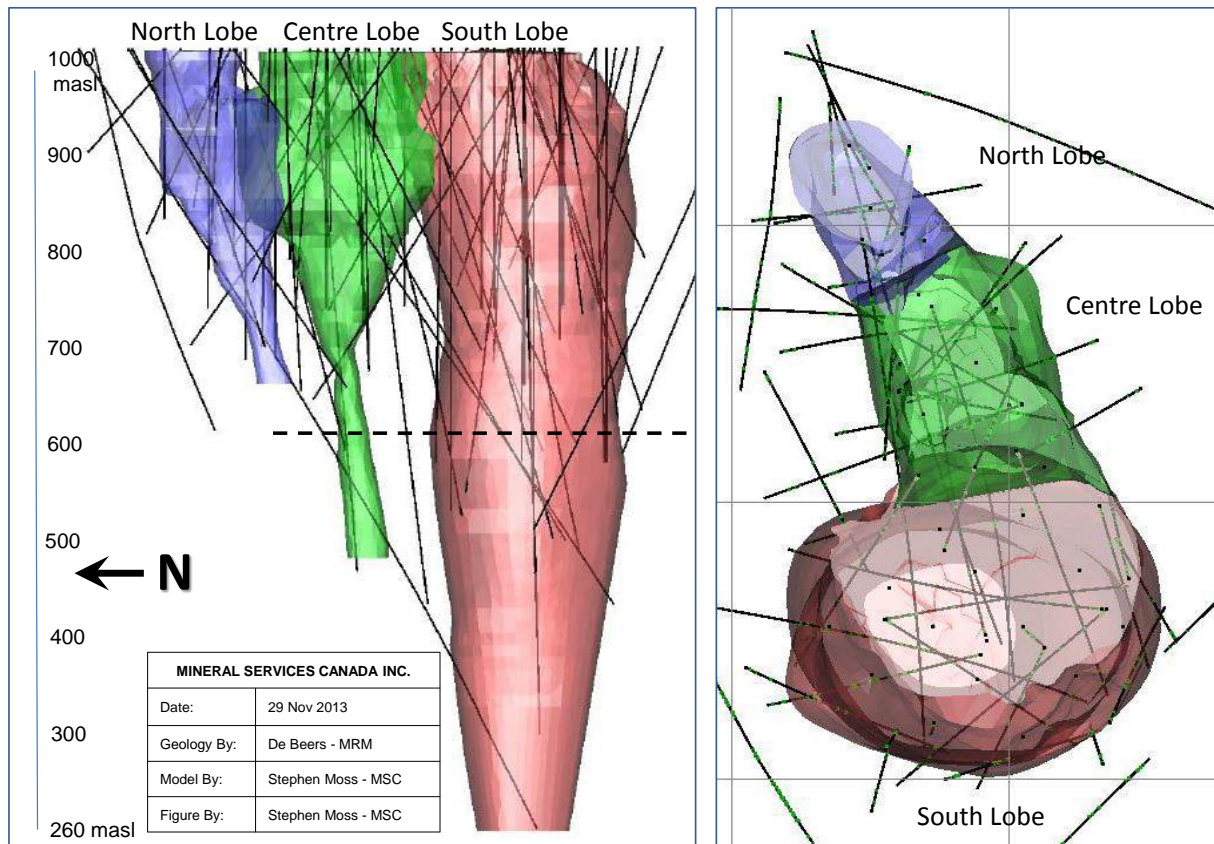 North Lobe Centre Lobe South Lobe
1000
masl
900
800
700
600
500
400
300
260 masl
N
MINERAL SERVICES CANADA INC.
Date: 29 Nov 2013
Geology By: De Beers - MRM
Model By: Stephen Moss - MSC
Figure By: Stephen Moss - MSC
North Lobe
Centre Lobe
South Lobe